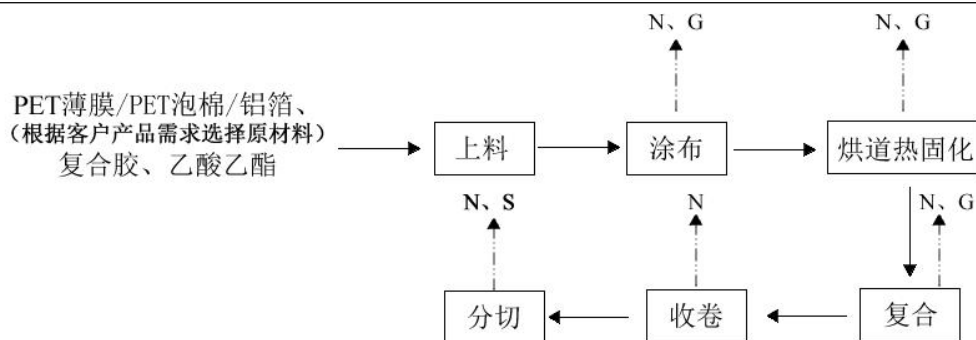 N、G
N、G
PET薄膜/PET泡棉/铝箔、
（根据客户产品需求选择原材料）
复合胶、乙酸乙酯
上料
涂布
烘道热固化
N、S
N
N、G
分切
收卷
复合